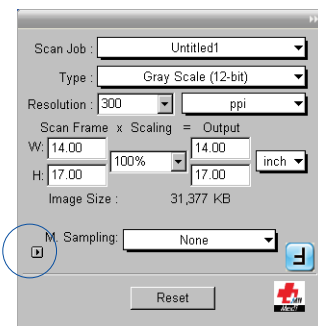 Scan Job : Untitled1
Type : Gray Scale (12-bit)
Resolution : 300 ppi
Scan Frame x Scaling = Output
W: 14.00 100% 14.00 inch
H: 17.00 17.00
Image Size : 31,377 KB
M. Sampling: None
Reset